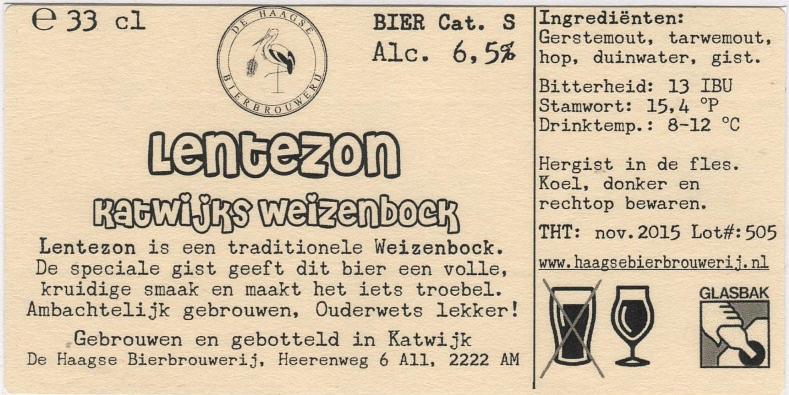 ℮ 33 cl
DE HAAGSE
BIERBROUWERIJ
BIER Cat. S
Alc. 6,5%
Lentezon
Katwijks Weizenbock
Lentezon is een traditionele Weizenbock.
De speciale gist geeft dit bier een volle,
kruidige smaak en maakt het iets troebel.
Ambachtelijk gebrouwen, Ouderwets lekker!
Gebrouwen en gebotteld in Katwijk
De Haagse Bierbrouwerij, Heerenweg 6 A11, 2222 AM
Ingrediënten:
Gerstemout, tarwemout,
hop, duinwater, gist.
Bitterheid: 13 IBU
Stamwort: 15,4 °P
Drinktemp.: 8-12 °C
Hergist in de fles.
Koel, donker en
rechtop bewaren.
THT: nov.2015 Lot#:505
www.haagsebierbrouwerij.nl
GLASBAK